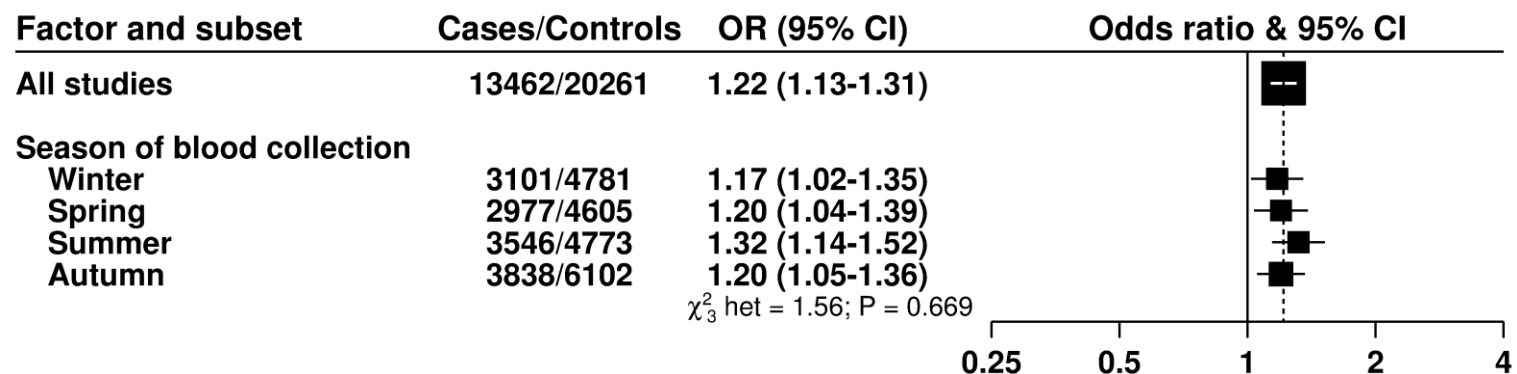 Factor and subset Cases/Controls OR (95% CI) Odds ratio & 95% CI
All studies 13462/20261 1.22 (1.13-1.31)
Season of blood collection
Winter 3101/4781 1.17 (1.02-1.35)
Spring 2977/4605 1.20 (1.04-1.39)
Summer 3546/4773 1.32 (1.14-1.52)
Autumn 3838/6102 1.20 (1.05-1.36)
χ²₃ het = 1.56; P = 0.669
0.25 0.5 1 2 4